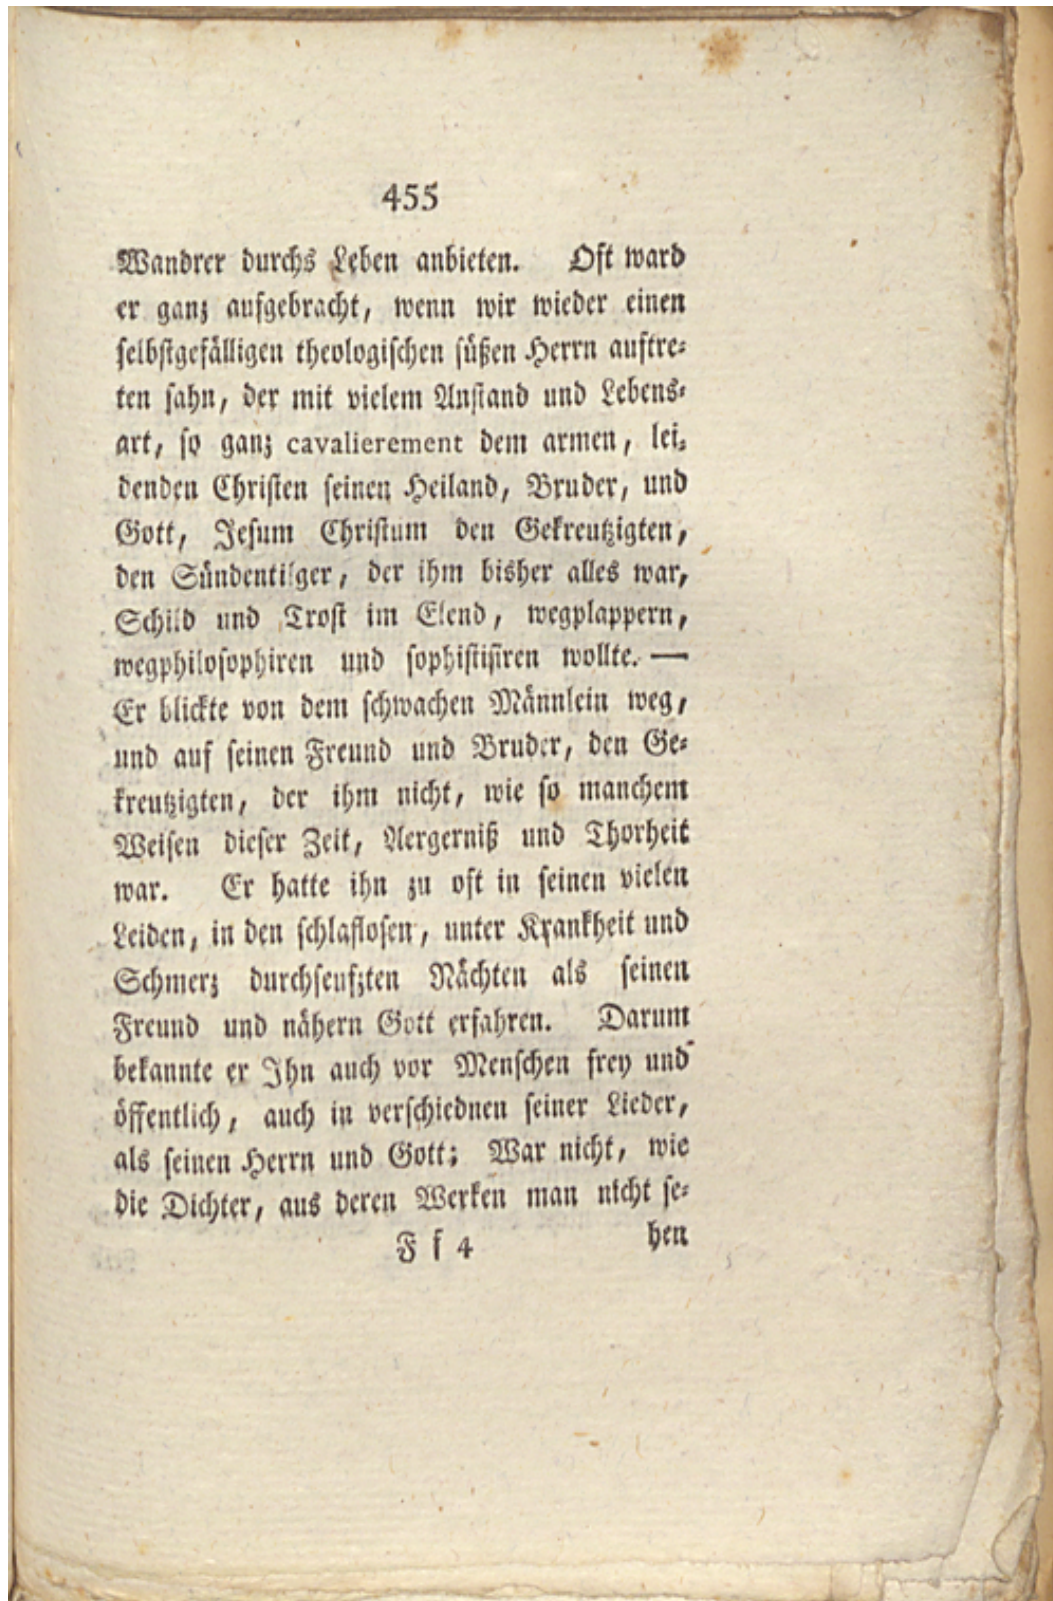 455
Wandrer durchs Leben anbieten. Oft ward
er ganz aufgebracht, wenn wir wieder einen
selbstgefälligen theologischen süßen Herrn auftre-
ten sahn, der mit vielem Anstand und Lebens-
art, so ganz cavalierement dem armen, lei-
denden Christen seinen Heiland, Bruder, und
Gott, Jesum Christum den Gekreutzigten,
den Sündentilger, der ihm bisher alles war,
Schild und Trost im Elend, wegplappern,
wegphilosophiren und sophistisiren wollte. —
Er blickte von dem schwachen Männlein weg,
und auf seinen Freund und Bruder, den Ge-
kreutzigten, der ihm nicht, wie so manchem
Weisen dieser Zeit, Aergerniß und Thorheit
war. Er hatte ihn zu oft in seinen vielen
Leiden, in den schlaflosen, unter Krankheit und
Schmerz durchseufzten Nächten als seinen
Freund und nähern Gott erfahren. Darum
bekannte er Ihn auch vor Menschen frey und
öffentlich, auch in verschiednen seiner Lieder,
als seinen Herrn und Gott; War nicht, wie
die Dichter, aus deren Werken man nicht se-
F f 4 hen